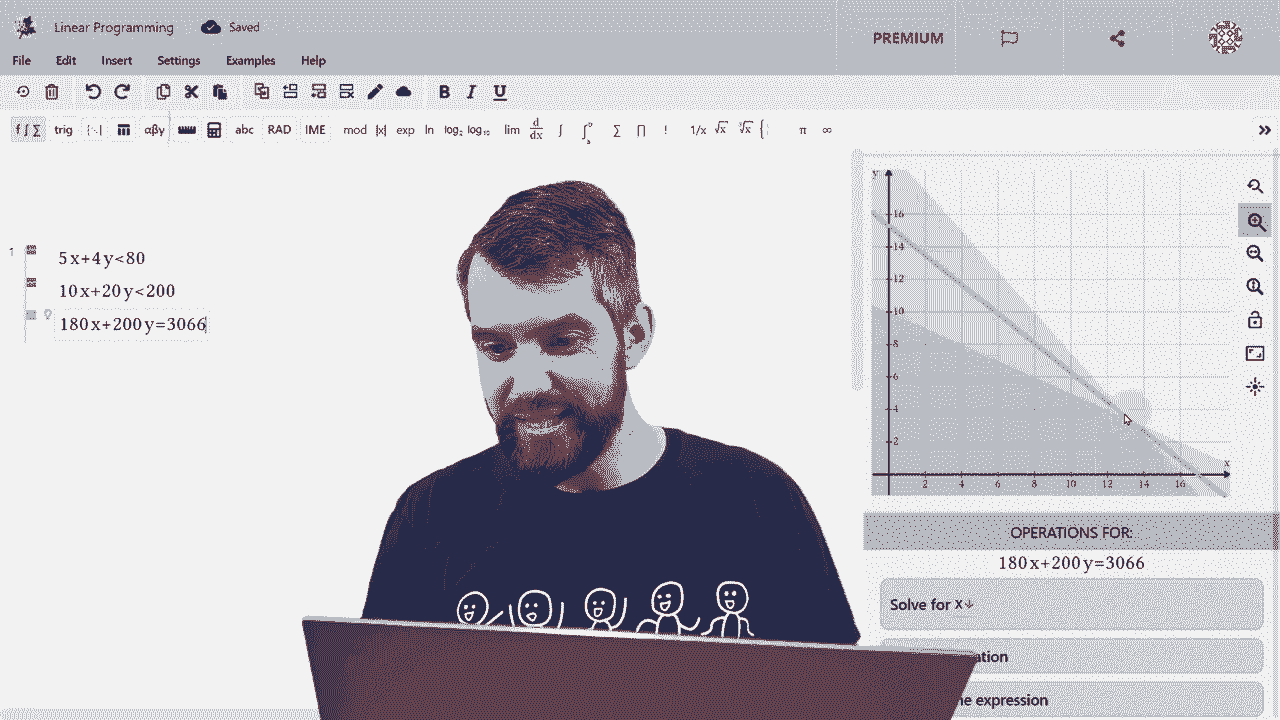 Linear Programming Saved
PREMIUM
File Edit Insert Settings Examples Help
B I U
f ∫ Σ trig αβγ abc RAD IME mod |x| exp ln log₂ log₁₀ lim d/dx ∫ ∫ Σ ∏ ! 1/x √x ∛x { π ∞
1
5x+4y<80
10x+20y<200
180x+200y=3066
y
16
14
12
10
8
6
4
2
x
2 4 6 8 10 12 14 16
OPERATIONS FOR:
180x+200y=3066
Solve for x
expression